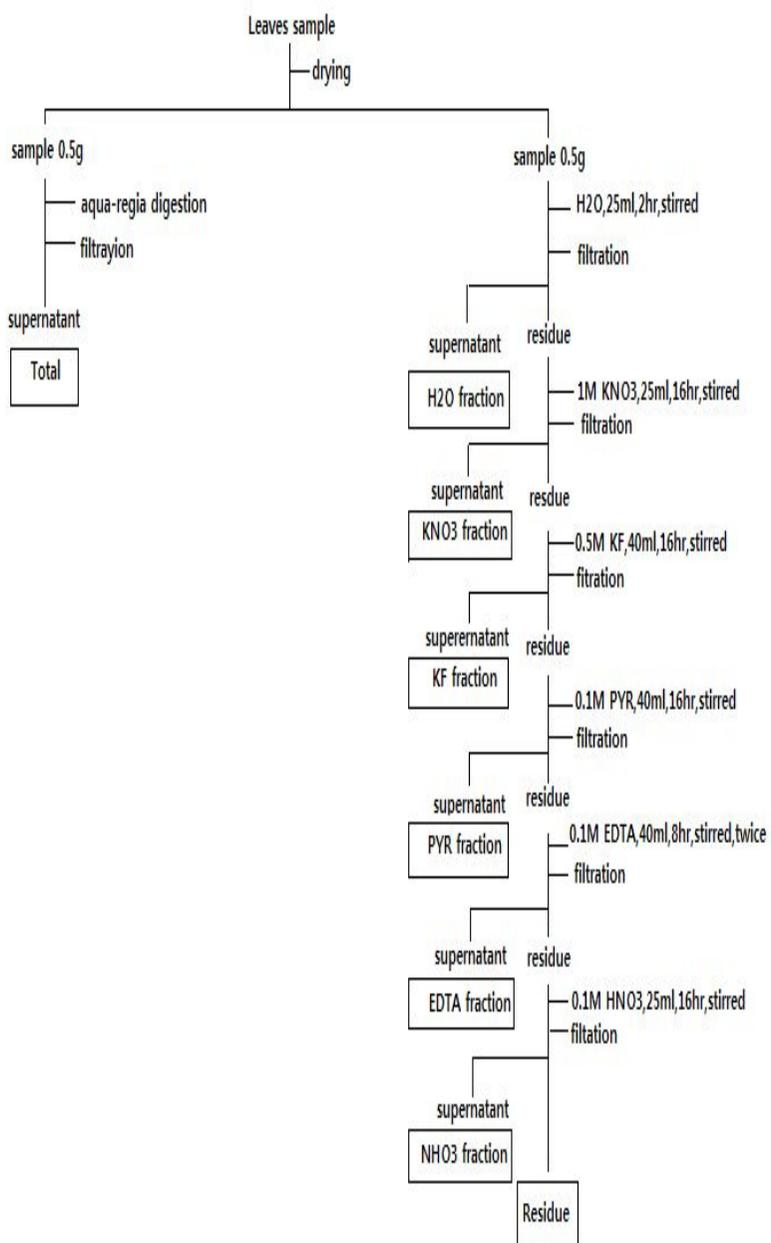 Leaves sample
drying
sample 0.5g
aqua-regia digestion
filtrayion
supernatant
Total
sample 0.5g
H2O,25ml,2hr,stirred
filtration
supernatant
residue
H2O fraction
1M KNO3,25ml,16hr,stirred
filtration
supernatant
resdue
KNO3 fraction
0.5M KF,40ml,16hr,stirred
fitration
superernatant
residue
KF fraction
0.1M PYR,40ml,16hr,stirred
filtration
supernatant
residue
PYR fraction
0.1M EDTA,40ml,8hr,stirred,twice
filtration
supernatant
residue
EDTA fraction
0.1M HNO3,25ml,16hr,stirred
filtation
supernatant
NHO3 fraction
Residue